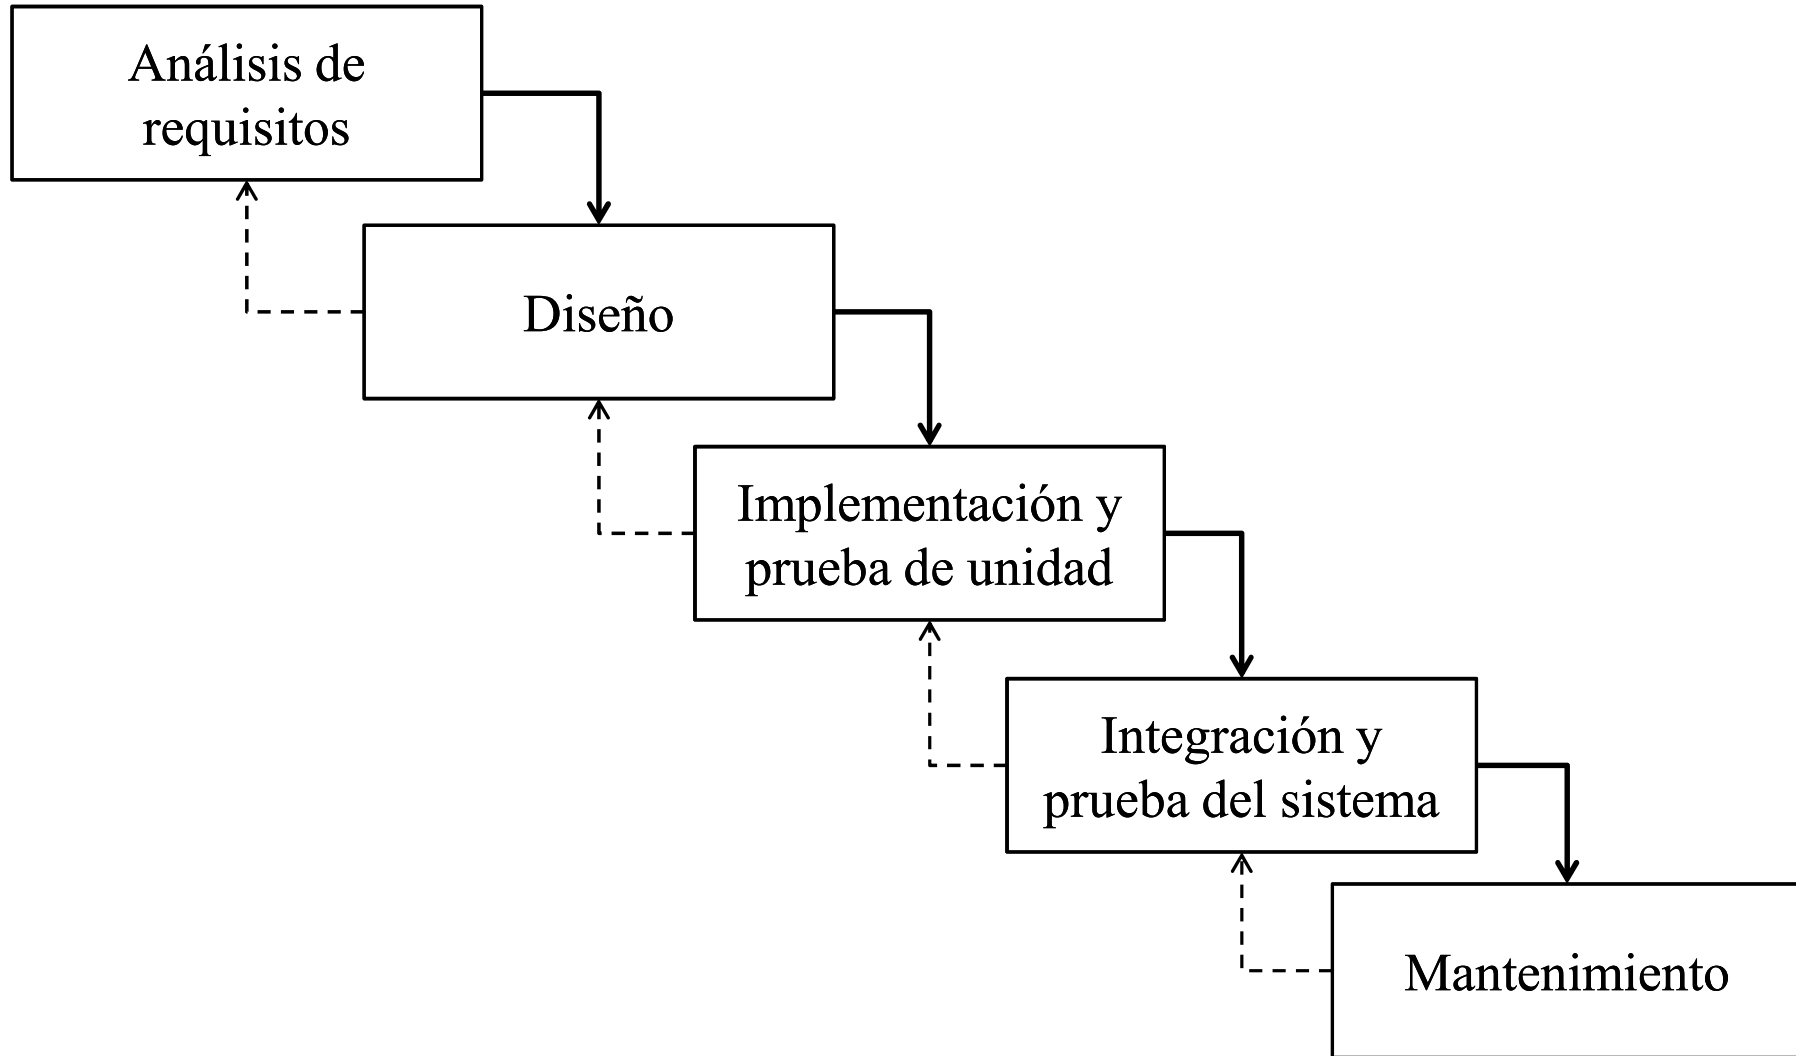 Análisis de
requisitos
Diseño
Implementación y
prueba de unidad
Integración y
prueba del sistema
Mantenimiento